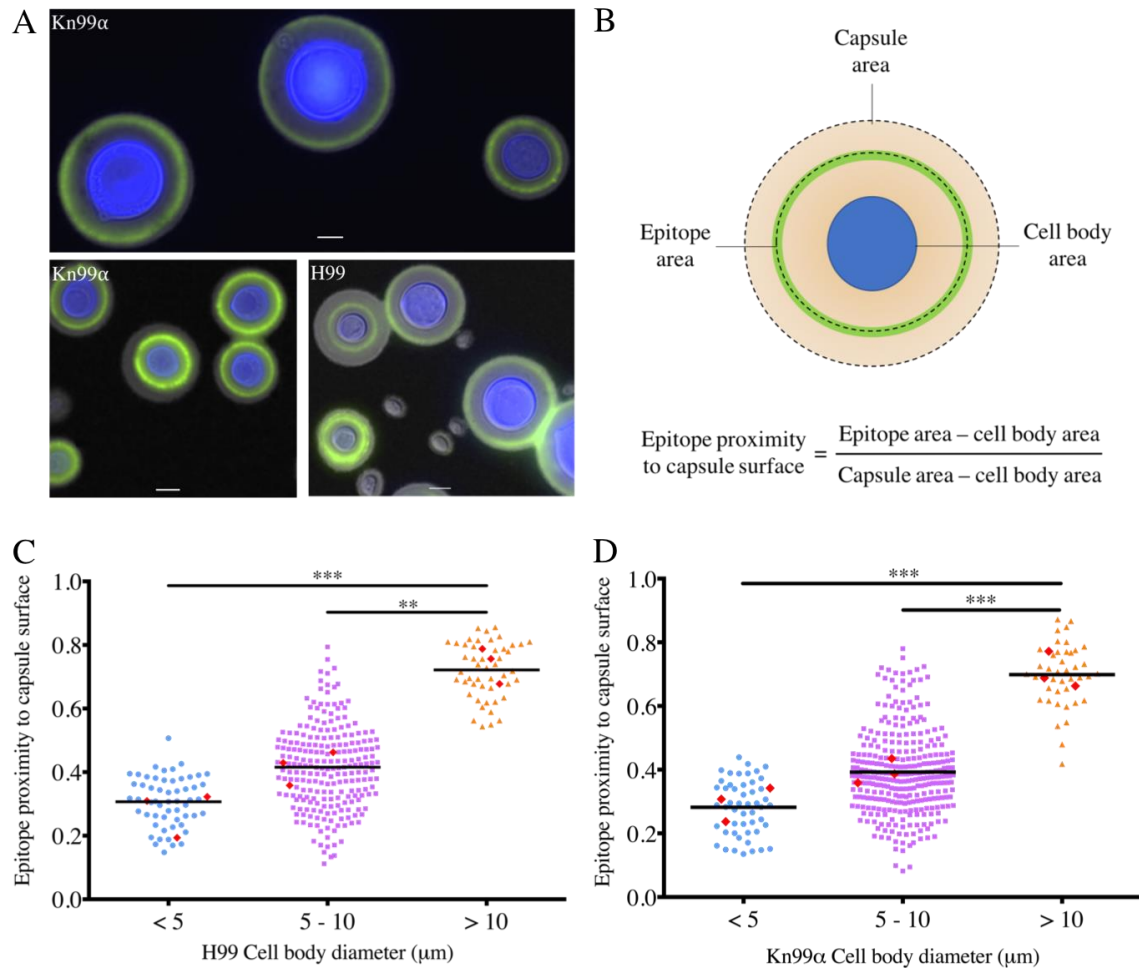 A
Kn99α
Kn99α
H99
B
Capsule
area
Epitope
area
Cell body
area
Epitope proximity
to capsule surface
=
Epitope area – cell body area
Capsule area – cell body area
C
Epitope proximity to capsule surface
1.0
0.8
0.6
0.4
0.2
0.0
***
**
< 5
5 - 10
> 10
H99 Cell body diameter (μm)
D
Epitope proximity to capsule surface
1.0
0.8
0.6
0.4
0.2
0.0
***
***
< 5
5 - 10
> 10
Kn99α Cell body diameter (μm)